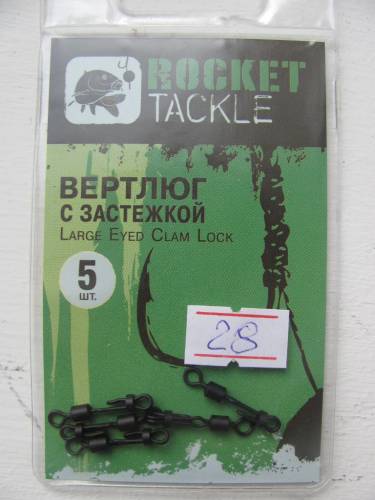 ROCKET
TACKLE
ВЕРТЛЮГ
С ЗАСТЕЖКОЙ
LARGE EYED CLAM LOCK
5
ШТ.
28